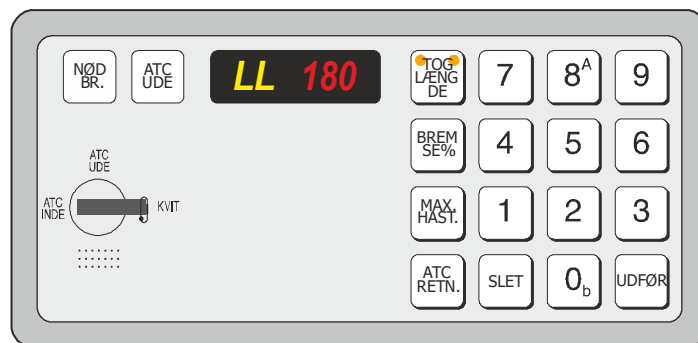 NØD
BR.
ATC
UDE
LL 180
TOG
LÆNG
DE
7
8A
9
BREM
SE%
4
5
6
ATC
UDE
ATC
INDE
KVIT
MAX.
HAST.
1
2
3
ATC
RETN.
SLET
0b
UDFØR